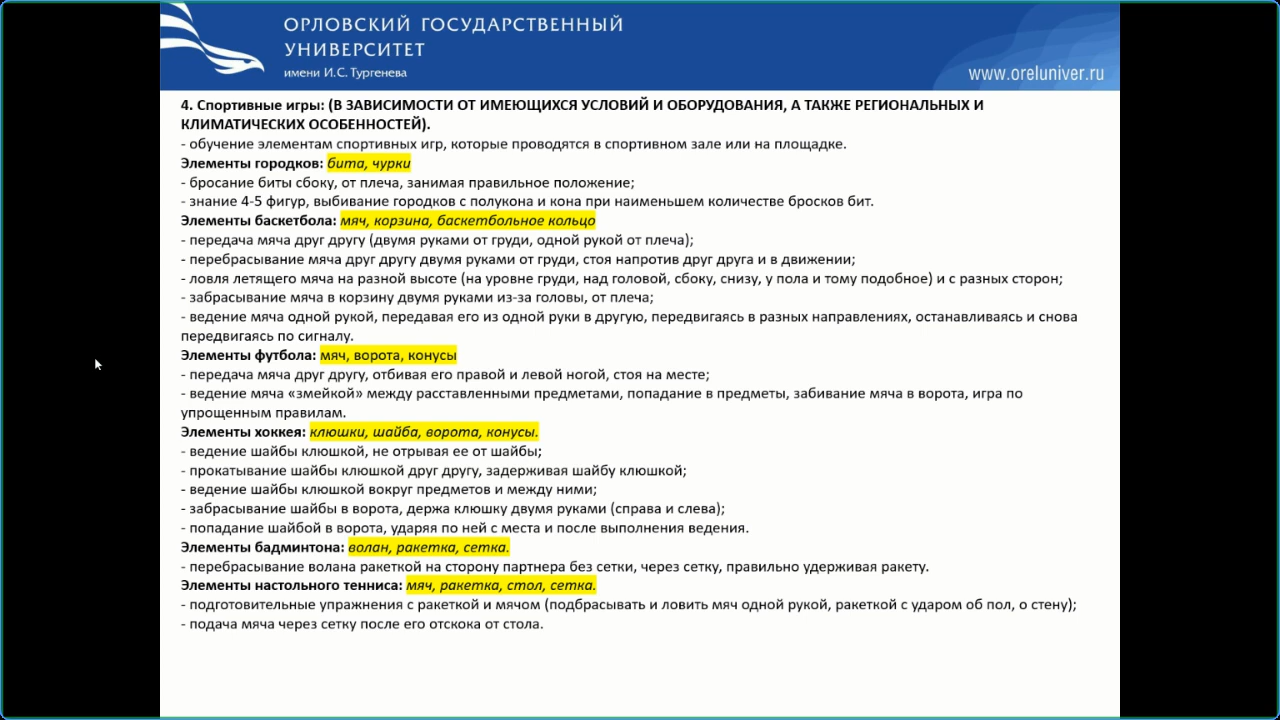 ОРЛОВСКИЙ ГОСУДАРСТВЕННЫЙ
УНИВЕРСИТЕТ
имени И.С. Тургенева
www.oreluniver.ru
4. Спортивные игры: (В ЗАВИСИМОСТИ ОТ ИМЕЮЩИХСЯ УСЛОВИЙ И ОБОРУДОВАНИЯ, А ТАКЖЕ РЕГИОНАЛЬНЫХ И
КЛИМАТИЧЕСКИХ ОСОБЕННОСТЕЙ).
- обучение элементам спортивных игр, которые проводятся в спортивном зале или на площадке.
Элементы городков: бита, чурки
- бросание биты сбоку, от плеча, занимая правильное положение;
- знание 4-5 фигур, выбивание городков с полукона и кона при наименьшем количестве бросков бит.
Элементы баскетбола: мяч, корзина, баскетбольное кольцо
- передача мяча друг другу (двумя руками от груди, одной рукой от плеча);
- перебрасывание мяча друг другу двумя руками от груди, стоя напротив друг друга и в движении;
- ловля летящего мяча на разной высоте (на уровне груди, над головой, сбоку, снизу, у пола и тому подобное) и с разных сторон;
- забрасывание мяча в корзину двумя руками из-за головы, от плеча;
- ведение мяча одной рукой, передавая его из одной руки в другую, передвигаясь в разных направлениях, останавливаясь и снова
передвигаясь по сигналу.
Элементы футбола: мяч, ворота, конусы
- передача мяча друг другу, отбивая его правой и левой ногой, стоя на месте;
- ведение мяча «змейкой» между расставленными предметами, попадание в предметы, забивание мяча в ворота, игра по
упрощенным правилам.
Элементы хоккея: клюшки, шайба, ворота, конусы.
- ведение шайбы клюшкой, не отрывая ее от шайбы;
- прокатывание шайбы клюшкой друг другу, задерживая шайбу клюшкой;
- ведение шайбы клюшкой вокруг предметов и между ними;
- забрасывание шайбы в ворота, держа клюшку двумя руками (справа и слева);
- попадание шайбой в ворота, ударяя по ней с места и после выполнения ведения.
Элементы бадминтона: волан, ракетка, сетка.
- перебрасывание волана ракеткой на сторону партнера без сетки, через сетку, правильно удерживая ракету.
Элементы настольного тенниса: мяч, ракетка, стол, сетка.
- подготовительные упражнения с ракеткой и мячом (подбрасывать и ловить мяч одной рукой, ракеткой с ударом об пол, о стену);
- подача мяча через сетку после его отскока от стола.